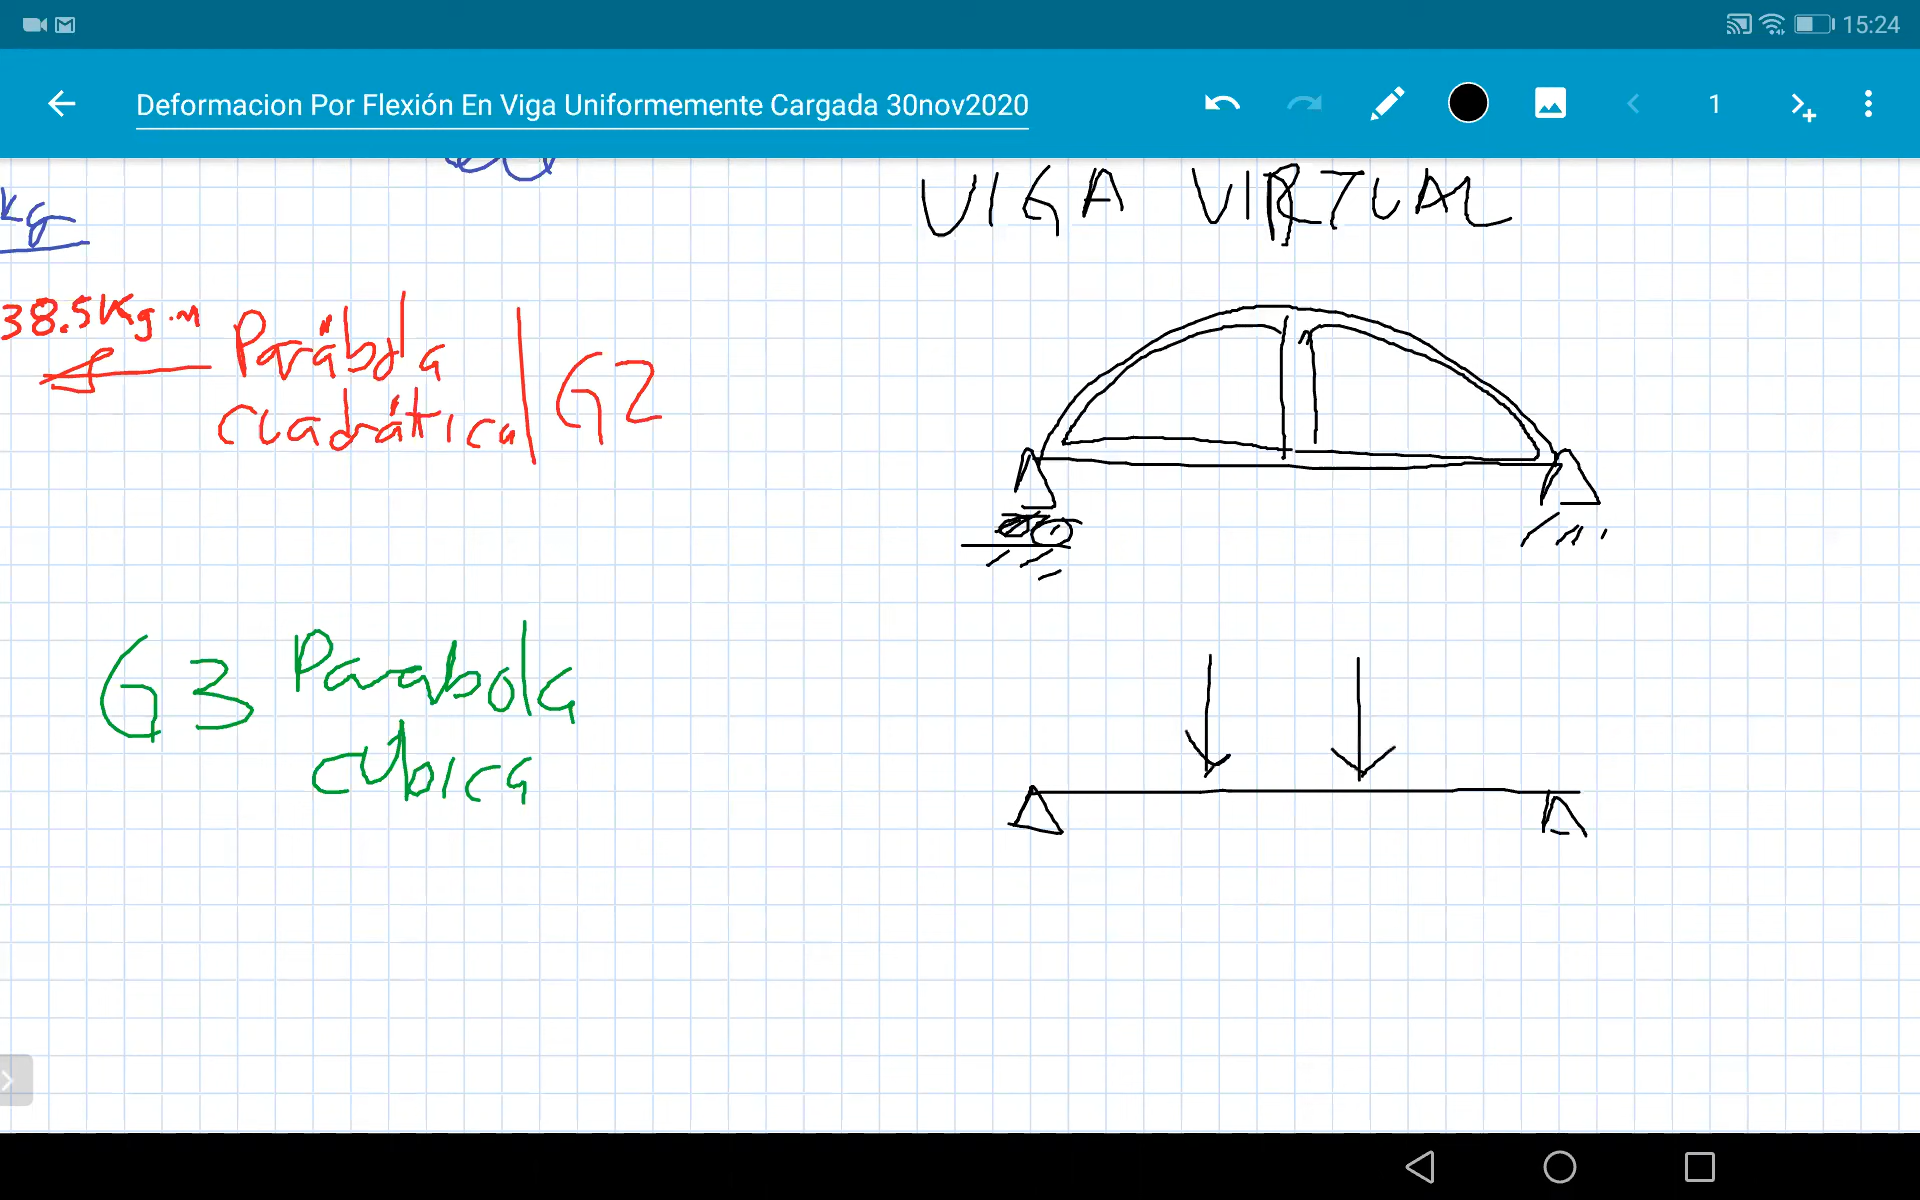 15:24
Deformacion Por Flexión En Viga Uniformemente Cargada 30nov2020
1
VIGA VIRTUAL
Kg
38.5Kg.m
Parábola
cuadrática
G2
G3 Parabola
cubica